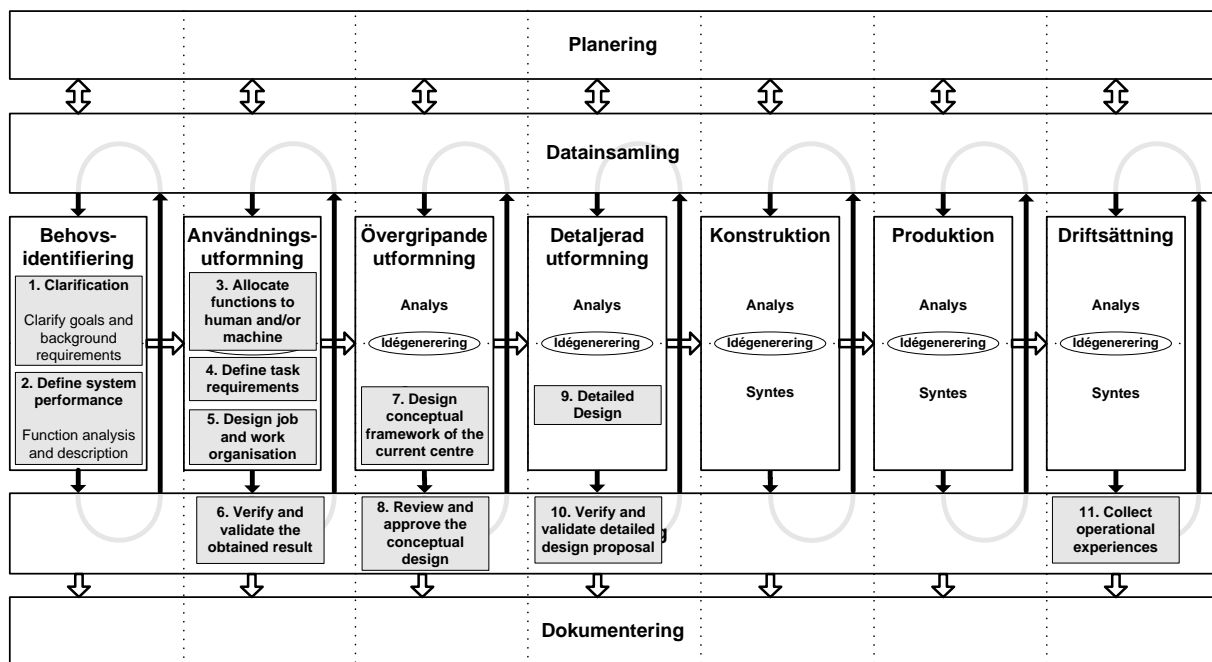 Planering
Datainsamling
Behovs-
identifiering
1. Clarification
Clarify goals and
background
requirements
2. Define system
performance
Function analysis
and description
Användnings-
utformning
3. Allocate
functions to
human and/or
machine
4. Define task
requirements
5. Design job
and work
organisation
Övergripande
utformning
Analys
Idégenerering
7. Design
conceptual
framework of the
current centre
Detaljerad
utformning
Analys
Idégenerering
9. Detailed
Design
Konstruktion
Analys
Idégenerering
Syntes
Produktion
Analys
Idégenerering
Syntes
Driftsättning
Analys
Idégenerering
Syntes
6. Verify and
validate the
obtained result
8. Review and
approve the
conceptual
design
10. Verify and
validate detailed
design proposal
11. Collect
operational
experiences
Dokumentering